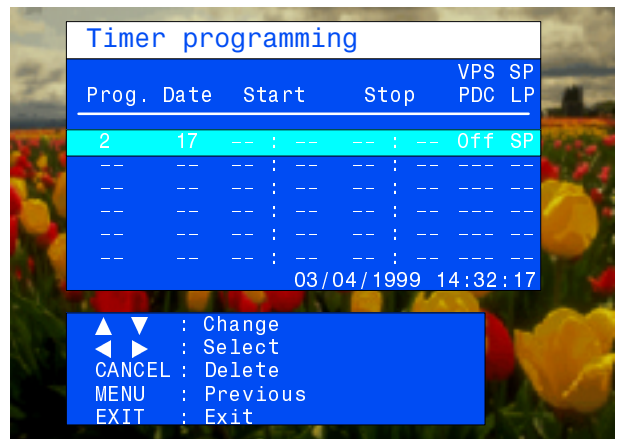 Timer programming
VPS SP
Prog. Date Start Stop PDC LP
2 17 -- : -- -- : -- Off SP
-- -- -- : -- -- : -- --- --
-- -- -- : -- -- : -- --- --
-- -- -- : -- -- : -- --- --
-- -- -- : -- -- : -- --- --
-- -- -- : -- -- : -- --- --
03/04/1999 14:32:17
▲ ▼ : Change
◀ ▶ : Select
CANCEL : Delete
MENU : Previous
EXIT : Exit